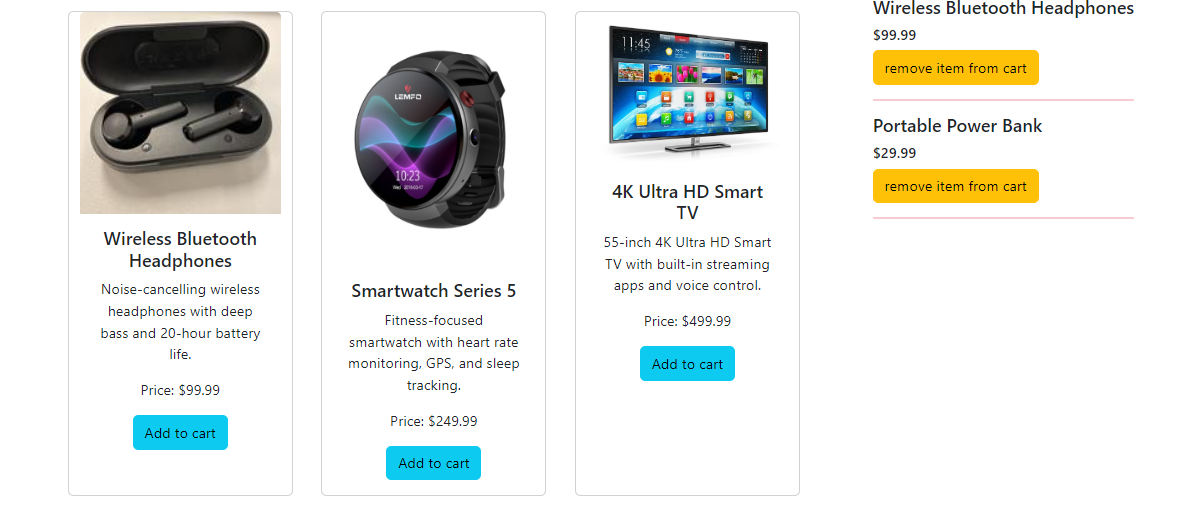 Wireless Bluetooth
Headphones
Noise-cancelling wireless
headphones with deep
bass and 20-hour battery
life.
Price: $99.99
Add to cart
LEMFO
10:23
Wed 2019-03-17
Smartwatch Series 5
Fitness-focused
smartwatch with heart rate
monitoring, GPS, and sleep
tracking.
Price: $249.99
Add to cart
11:45
4K Ultra HD Smart
TV
55-inch 4K Ultra HD Smart
TV with built-in streaming
apps and voice control.
Price: $499.99
Add to cart
Wireless Bluetooth Headphones
$99.99
remove item from cart
Portable Power Bank
$29.99
remove item from cart